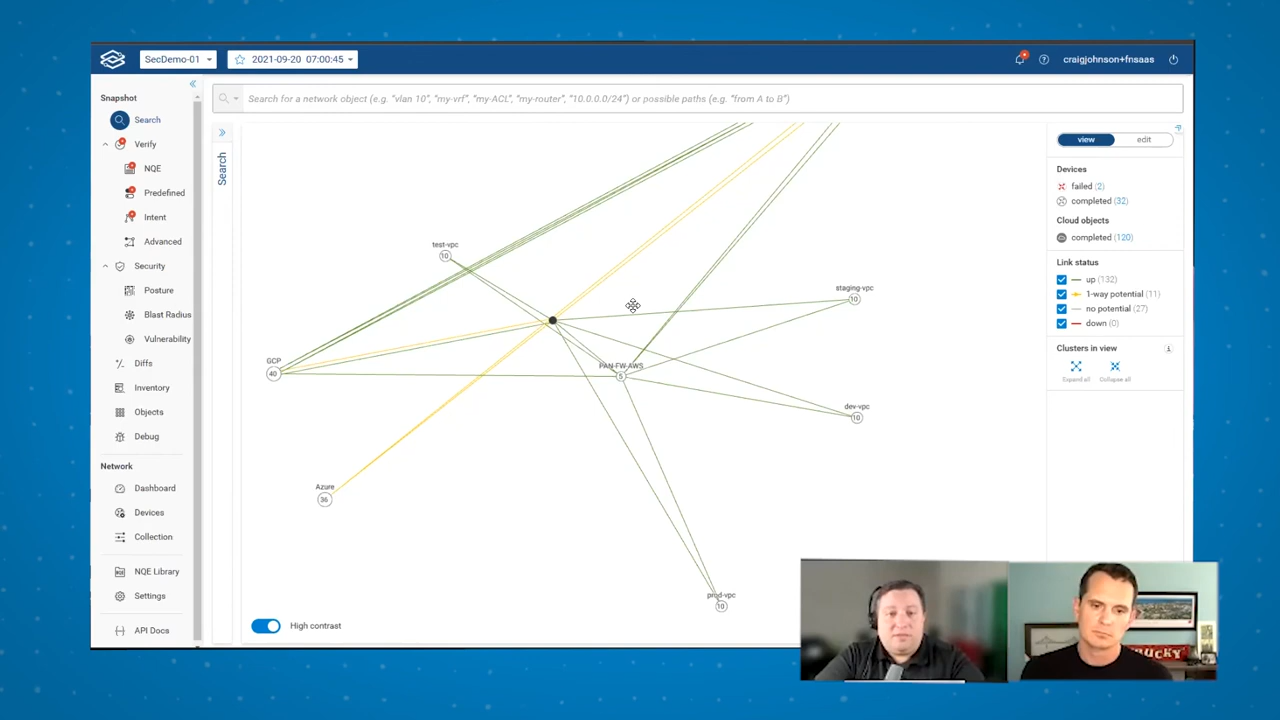 SecDemo-01
2021-09-20 07:00:45
craigjohnson+fnsaas
Snapshot
Search
Verify
NQE
Predefined
Intent
Advanced
Security
Posture
Blast Radius
Vulnerability
Diffs
Inventory
Objects
Debug
Network
Dashboard
Devices
Collection
NQE Library
Settings
API Docs
Search for a network object (e.g. "vlan 10", "my-vrf", "my-ACL", "my-router", "10.0.0.0/24") or possible paths (e.g. "from A to B")
Search
test-vpc
10
staging-vpc
10
GCP
40
PAN-FW-AWS
5
dev-vpc
10
Azure
36
prod-vpc
10
High contrast
view
edit
Devices
failed (2)
completed (32)
Cloud objects
completed (120)
Link status
up (132)
1-way potential (11)
no potential (27)
down (0)
Clusters in view
Expand all
Collapse all